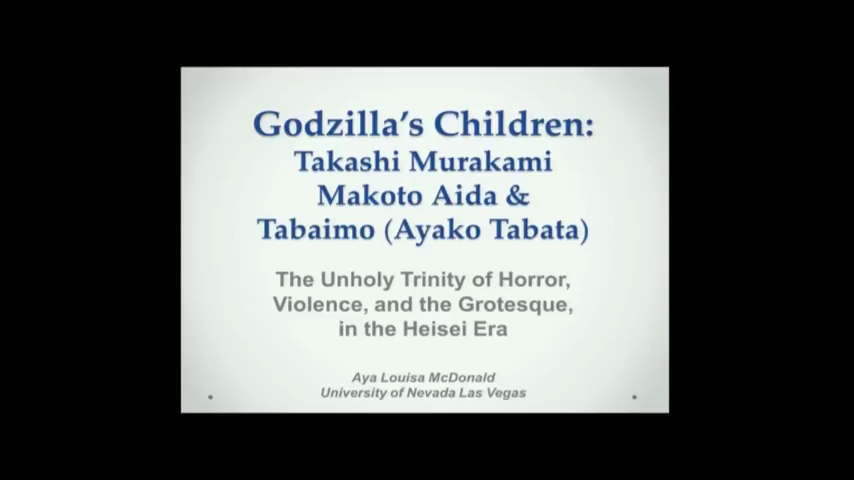 Godzilla's Children:
Takashi Murakami
Makoto Aida &
Tabaimo (Ayako Tabata)
The Unholy Trinity of Horror,
Violence, and the Grotesque,
in the Heisei Era
Aya Louisa McDonald
University of Nevada Las Vegas